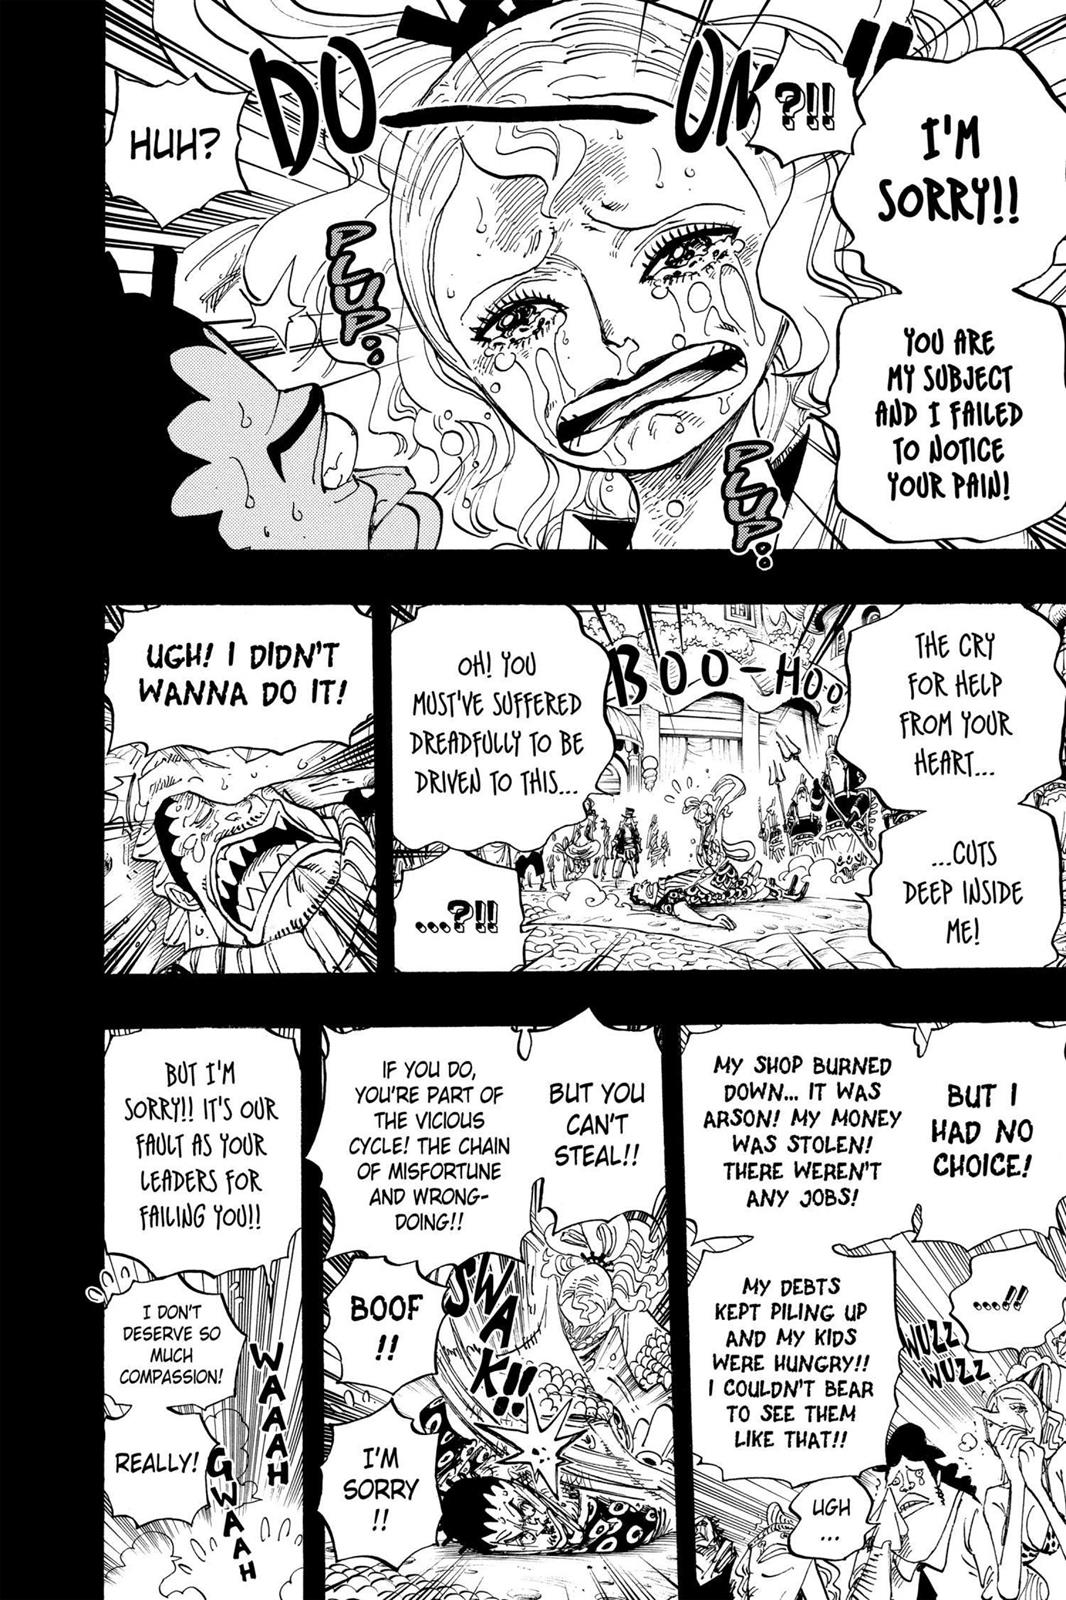 I'M
SORRY!!
?!!
DO—ON!!
HUH?
YOU ARE
MY SUBJECT
AND I FAILED
TO NOTICE
YOUR PAIN!
PLUP
PLUP
THE CRY
FOR HELP
FROM YOUR
HEART...
...CUTS
DEEP INSIDE
ME!
BOO-HOO
OH! YOU
MUST'VE SUFFERED
DREADFULLY TO BE
DRIVEN TO THIS...
...?!!
UGH! I DIDN'T
WANNA DO IT!
BUT I
HAD NO
CHOICE!
MY SHOP BURNED
DOWN... IT WAS
ARSON! MY MONEY
WAS STOLEN!
THERE WEREN'T
ANY JOBS!
...!!
MY DEBTS
KEPT PILING UP
AND MY KIDS
WERE HUNGRY!!
I COULDN'T BEAR
TO SEE THEM
LIKE THAT!!
WUZZ
WUZZ
UGH
...
BUT YOU
CAN'T
STEAL!!
IF YOU DO,
YOU'RE PART OF
THE VICIOUS
CYCLE! THE CHAIN
OF MISFORTUNE
AND WRONG-
DOING!!
SWAK!!
BOOF
!!
I'M
SORRY
!!
BUT I'M
SORRY!! IT'S OUR
FAULT AS YOUR
LEADERS FOR
FAILING YOU!!
I DON'T
DESERVE SO
MUCH
COMPASSION!
WAAAH
REALLY!
GWAAH